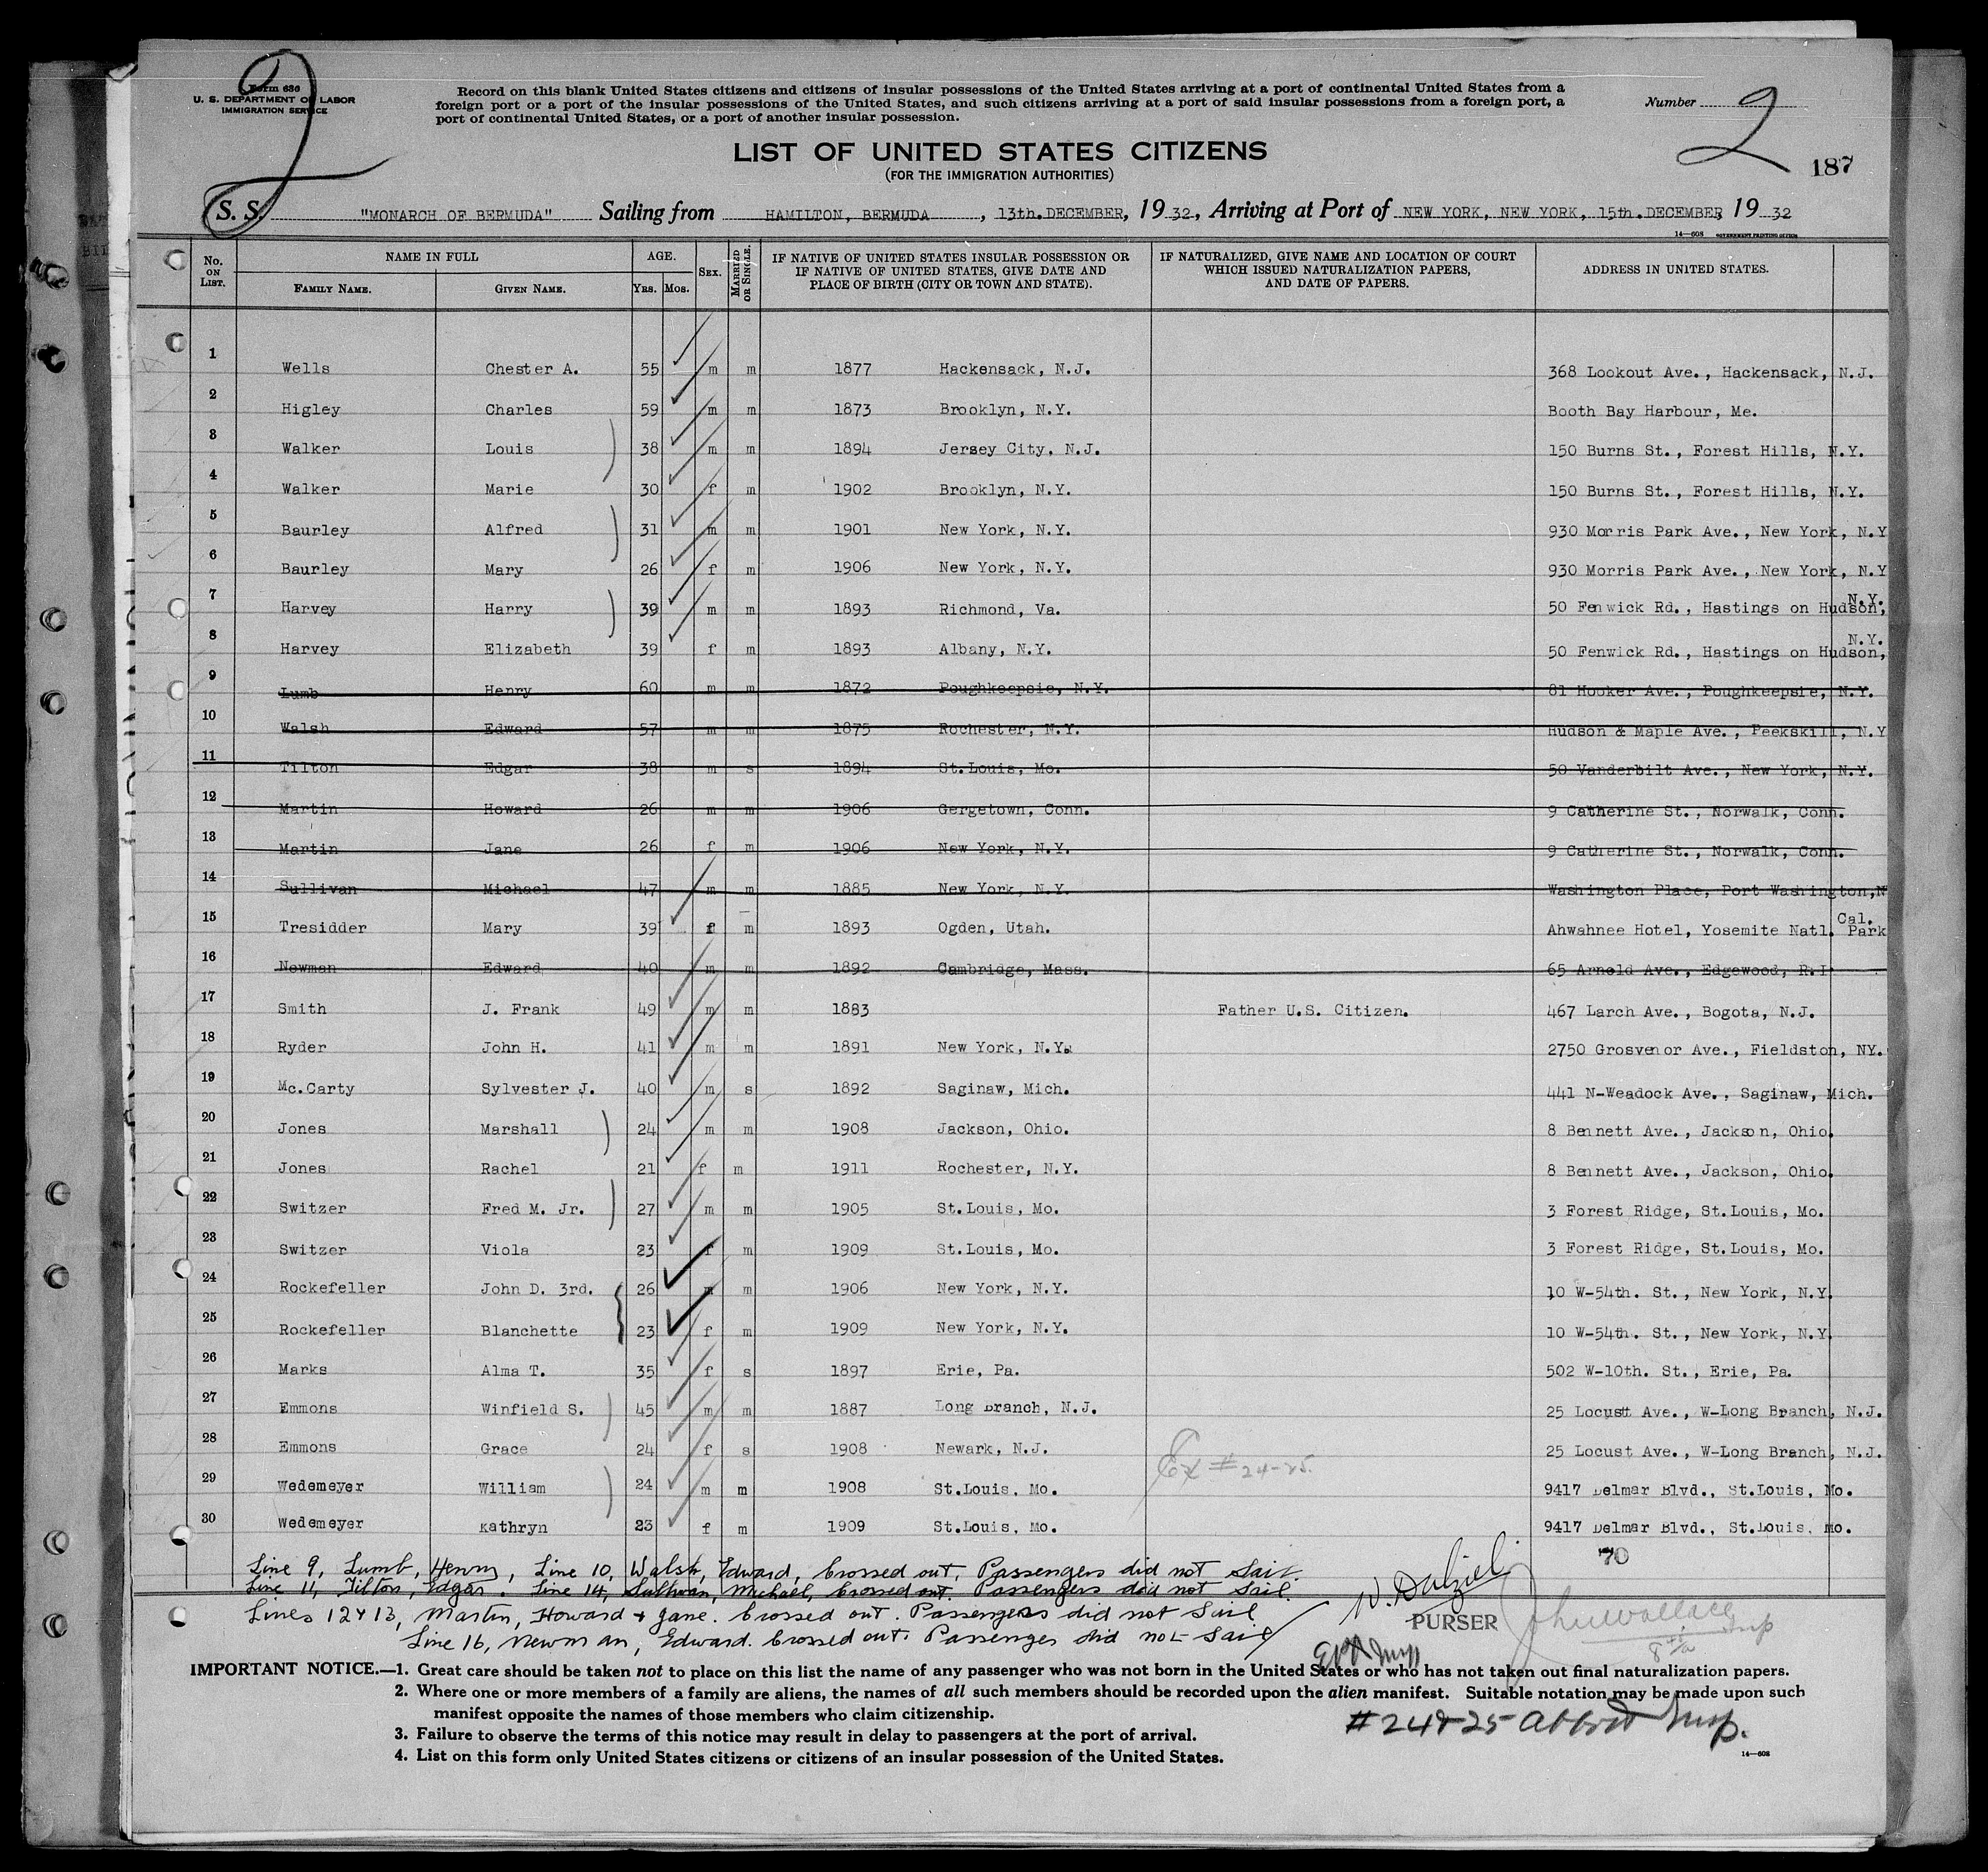 Form 636
U. S. DEPARTMENT OF LABOR
IMMIGRATION SERVICE
2
Record on this blank United States citizens and citizens of insular possessions of the United States arriving at a port of continental United States from a
foreign port or a port of the insular possessions of the United States, and such citizens arriving at a port of said insular possessions from a foreign port, a
port of continental United States, or a port of another insular possession.
Number 2
187
LIST OF UNITED STATES CITIZENS
(FOR THE IMMIGRATION AUTHORITIES)
S. S. "MONARCH OF BERMUDA" Sailing from HAMILTON, BERMUDA , 13th.DECEMBER, 19 32, Arriving at Port of NEW YORK, NEW YORK, 15th.DECEMBER 19 32
14—608 GOVERNMENT PRINTING OFFICE
No. ON LIST. NAME IN FULL FAMILY NAME. GIVEN NAME. AGE. YRS. MOS. SEX. MARRIED OR SINGLE. IF NATIVE OF UNITED STATES INSULAR POSSESSION OR IF NATIVE OF UNITED STATES, GIVE DATE AND PLACE OF BIRTH (CITY OR TOWN AND STATE). IF NATURALIZED, GIVE NAME AND LOCATION OF COURT WHICH ISSUED NATURALIZATION PAPERS, AND DATE OF PAPERS. ADDRESS IN UNITED STATES.
1 Wells Chester A. 55 m m 1877 Hackensack, N.J. 368 Lookout Ave., Hackensack, N.J.
2 Higley Charles 59 m m 1873 Brooklyn, N.Y. Booth Bay Harbour, Me.
3 Walker Louis 38 m m 1894 Jersey City, N.J. 150 Burns St., Forest Hills, N.Y.
4 Walker Marie 30 f m 1902 Brooklyn, N.Y. 150 Burns St., Forest Hills, N.Y.
5 Baurley Alfred 31 m m 1901 New York, N.Y. 930 Morris Park Ave., New York, N.Y
6 Baurley Mary 26 f m 1906 New York, N.Y. 930 Morris Park Ave., New York, N.Y
7 Harvey Harry 39 m m 1893 Richmond, Va. 50 Fenwick Rd., Hastings on Hudson, N.Y.
8 Harvey Elizabeth 39 f m 1893 Albany, N.Y. 50 Fenwick Rd., Hastings on Hudson, N.Y.
9 Lumb Henry 60 m m 1872 Poughkeepsie, N.Y. 81 Hooker Ave., Poughkeepsie, N.Y.
10 Walsh Edward 57 m m 1875 Rochester, N.Y. Hudson & Maple Ave., Peekskill, N.Y
11 Tilton Edgar 38 m s 1894 St.Louis, Mo. 50 Vanderbilt Ave., New York, N.Y.
12 Martin Howard 26 m m 1906 Gergetown, Conn. 9 Catherine St., Norwalk, Conn.
13 Martin Jane 26 f m 1906 New York, N.Y. 9 Catherine St., Norwalk, Conn.
14 Sullivan Michael 47 m m 1885 New York, N.Y. Washington Place, Port Washington,N
15 Tresidder Mary 39 f m 1893 Ogden, Utah. Ahwahnee Hotel, Yosemite Natl. Park Cal.
16 Newman Edward 40 m m 1892 Cambridge, Mass. 65 Arnold Ave., Edgewood, R.I
17 Smith J. Frank 49 m m 1883 Father U.S. Citizen. 467 Larch Ave., Bogota, N.J.
18 Ryder John H. 41 m m 1891 New York, N.Y. 2750 Grosvenor Ave., Fieldston, NY.
19 Mc.Carty Sylvester J. 40 m s 1892 Saginaw, Mich. 441 N-Weadock Ave., Saginaw, Mich.
20 Jones Marshall 24 m m 1908 Jackson, Ohio. 8 Bennett Ave., Jackson, Ohio.
21 Jones Rachel 21 f m 1911 Rochester, N.Y. 8 Bennett Ave., Jackson, Ohio.
22 Switzer Fred M. Jr. 27 m m 1905 St.Louis, Mo. 3 Forest Ridge, St.Louis, Mo.
23 Switzer Viola 23 f m 1909 St.Louis, Mo. 3 Forest Ridge, St.Louis, Mo.
24 Rockefeller John D. 3rd. 26 m m 1906 New York, N.Y. 10 W-54th. St., New York, N.Y.
25 Rockefeller Blanchette 23 f m 1909 New York, N.Y. 10 W-54th. St., New York, N.Y.
26 Marks Alma T. 35 f s 1897 Erie, Pa. 502 W-10th. St., Erie, Pa.
27 Emmons Winfield S. 45 m m 1887 Long Branch, N.J. 25 Locust Ave., W-Long Branch, N.J.
28 Emmons Grace 24 f s 1908 Newark, N.J. 25 Locust Ave., W-Long Branch, N.J.
Ex # 24-25.
29 Wedemeyer William 24 m m 1908 St.Louis, Mo. 9417 Delmar Blvd., St.Louis, Mo.
30 Wedemeyer Kathryn 23 f m 1909 St.Louis, Mo. 9417 Delmar Blvd., St.Louis, Mo.
70
Line 9, Lumb, Henry, Line 10, Walsh, Edward, Crossed out, Passengers did not Sail.
Line 11, Tilton, Edgar. Line 14, Sullivan, Michael, Crossed out. Passengers did not Sail.
Lines 12 & 13, Martin, Howard & Jane. Crossed out. Passengers did not Sail
Line 16, Newman, Edward. Crossed out. Passenger did not Sail
N. Dalziel
PURSER
John Wallace Insp
IMPORTANT NOTICE.—1. Great care should be taken not to place on this list the name of any passenger who was not born in the United States or who has not taken out final naturalization papers.
2. Where one or more members of a family are aliens, the names of all such members should be recorded upon the alien manifest. Suitable notation may be made upon such
manifest opposite the names of those members who claim citizenship.
3. Failure to observe the terms of this notice may result in delay to passengers at the port of arrival.
4. List on this form only United States citizens or citizens of an insular possession of the United States.
# 24 & 25 Insp.
14—608